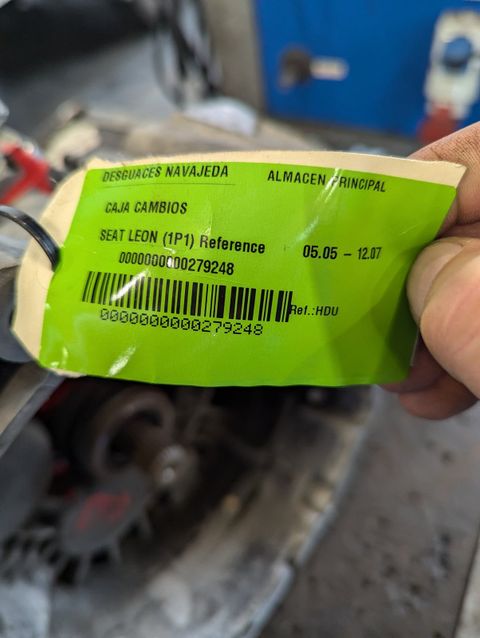 DESGUACES NAVAJEDA ALMACEN PRINCIPAL
CAJA CAMBIOS
SEAT LEON (1P1) Reference 05.05 - 12.07
0000000000279248
Ref.:HDU
0000000000279248